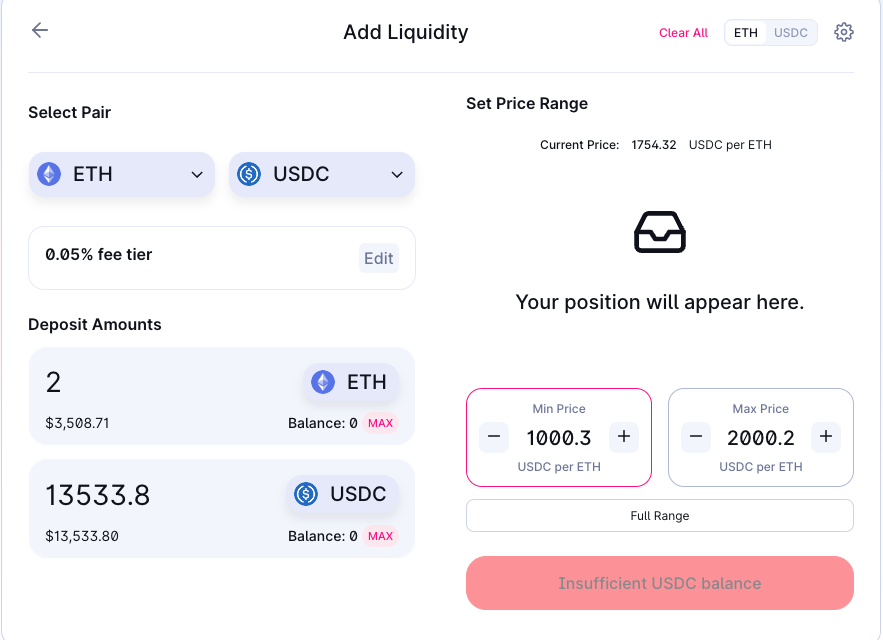 Add Liquidity
Clear All
ETH USDC
Select Pair
ETH
USDC
0.05% fee tier
Edit
Deposit Amounts
2
ETH
$3,508.71
Balance: 0 MAX
13533.8
USDC
$13,533.80
Balance: 0 MAX
Set Price Range
Current Price: 1754.32 USDC per ETH
Your position will appear here.
Min Price
− 1000.3 +
USDC per ETH
Max Price
− 2000.2 +
USDC per ETH
Full Range
Insufficient USDC balance